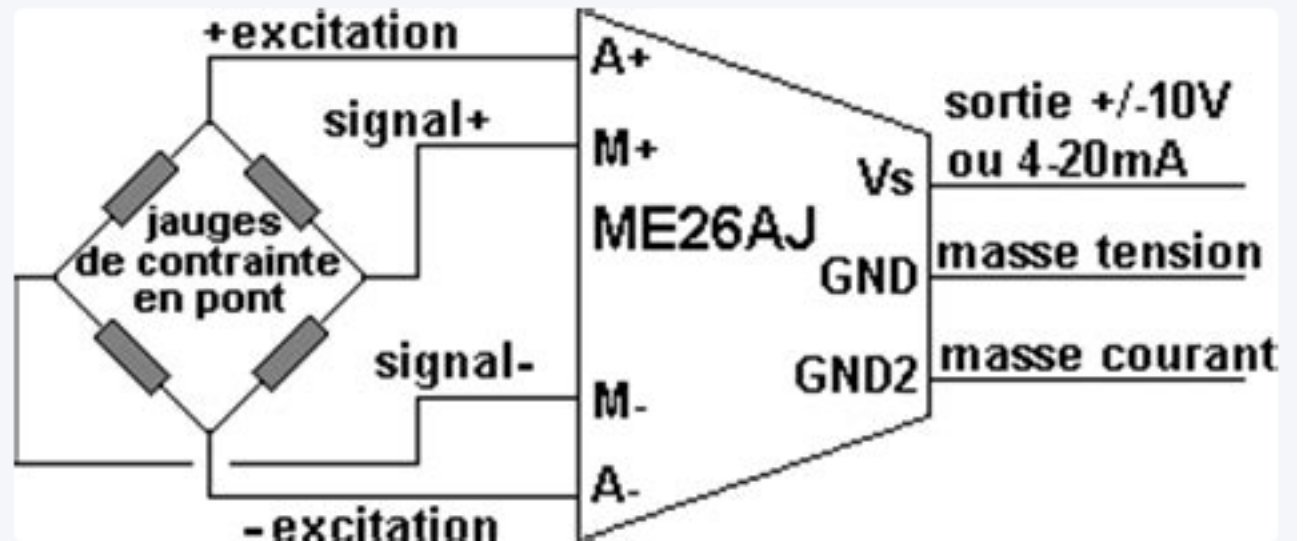 +excitation
A+
signal+
M+
sortie +/-10V
ou 4-20mA
Vs
jauges
de contrainte
en pont
ME26AJ
masse tension
GND
signal-
masse courant
GND2
M-
A-
-excitation